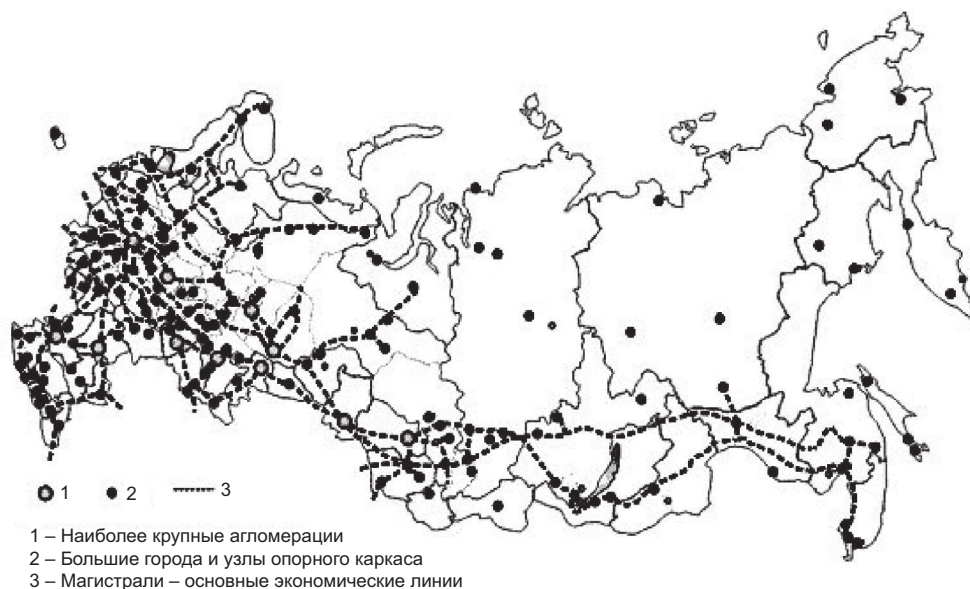 1 2 3
1 – Наиболее крупные агломерации
2 – Большие города и узлы опорного каркаса
3 – Магистрали – основные экономические линии